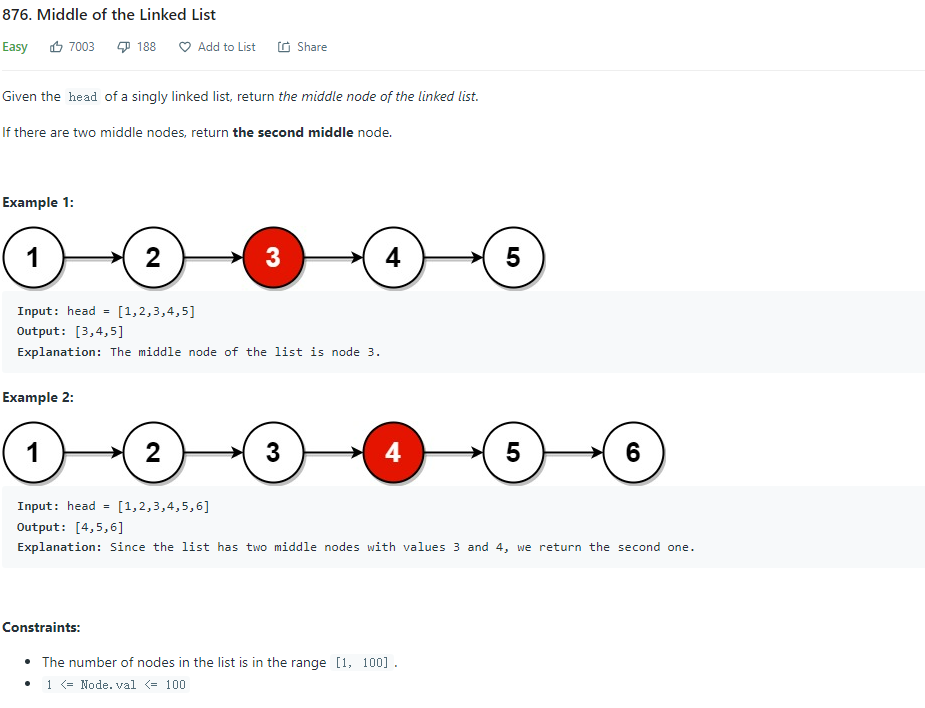 876. Middle of the Linked List
Easy 7003 188 Add to List Share
Given the head of a singly linked list, return the middle node of the linked list.
If there are two middle nodes, return the second middle node.
Example 1:
1 2 3 4 5
Input: head = [1,2,3,4,5]
Output: [3,4,5]
Explanation: The middle node of the list is node 3.
Example 2:
1 2 3 4 5 6
Input: head = [1,2,3,4,5,6]
Output: [4,5,6]
Explanation: Since the list has two middle nodes with values 3 and 4, we return the second one.
Constraints:
• The number of nodes in the list is in the range [1, 100].
• 1 <= Node.val <= 100